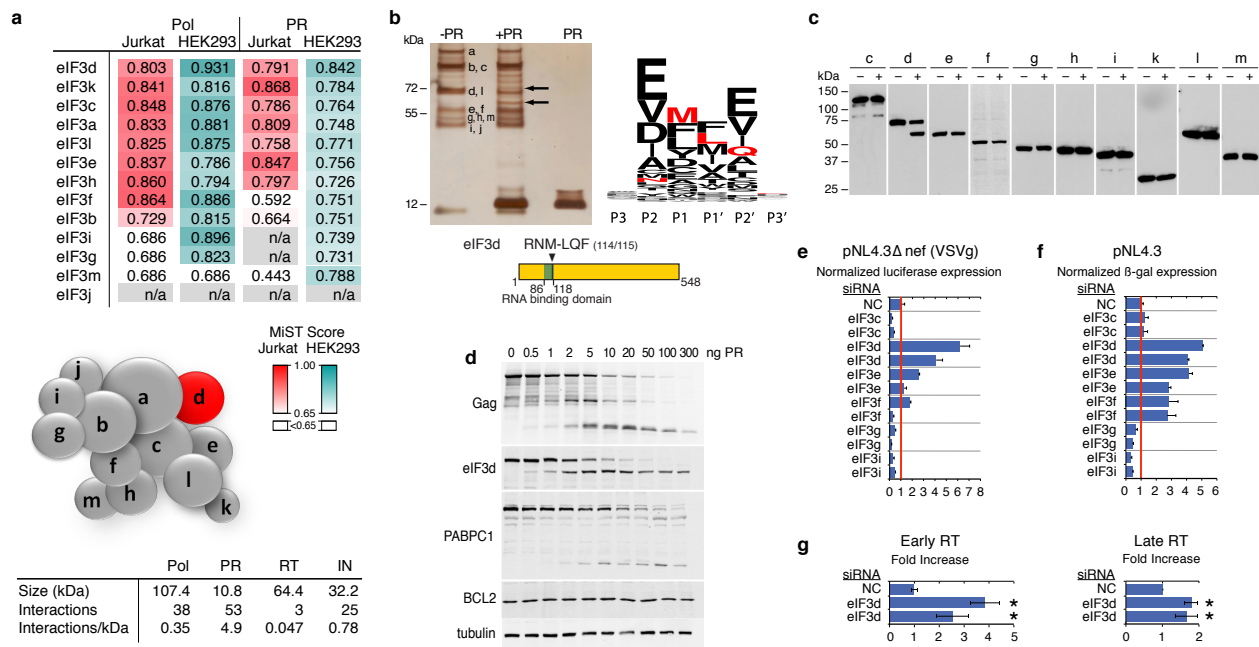 a
Pol PR
Jurkat HEK293 Jurkat HEK293
eIF3d 0.803 0.931 0.791 0.842
eIF3k 0.841 0.816 0.868 0.784
eIF3c 0.848 0.876 0.786 0.764
eIF3a 0.833 0.881 0.809 0.748
eIF3l 0.825 0.875 0.758 0.771
eIF3e 0.837 0.786 0.847 0.756
eIF3h 0.860 0.794 0.797 0.726
eIF3f 0.864 0.886 0.592 0.751
eIF3b 0.729 0.815 0.664 0.751
eIF3i 0.686 0.896 n/a 0.739
eIF3g 0.686 0.823 n/a 0.731
eIF3m 0.686 0.686 0.443 0.788
eIF3j n/a n/a n/a n/a
MiST Score
Jurkat HEK293
1.00
0.65
<0.65
j
i
a
d
b
g
c
e
f
l
m
h
k
Pol PR RT IN
Size (kDa) 107.4 10.8 64.4 32.2
Interactions 38 53 3 25
Interactions/kDa 0.35 4.9 0.047 0.78
b
-PR +PR PR
kDa
72
55
12
a
b, c
d, l
e, f
g, h, m
i, j
P3 P2 P1 P1' P2' P3'
eIF3d RNM-LQF (114/115)
1 86 118 548
RNA binding domain
c
c d e f g h i k l m
kDa − + − + − + − + − + − + − + − + − + − +
150
100
75
50
37
25
d
0 0.5 1 2 5 10 20 50 100 300 ng PR
Gag
eIF3d
PABPC1
BCL2
tubulin
e
pNL4.3Δ nef (VSVg)
Normalized luciferase expression
siRNA
NC
eIF3c
eIF3c
eIF3d
eIF3d
eIF3e
eIF3e
eIF3f
eIF3f
eIF3g
eIF3g
eIF3i
eIF3i
0 1 2 3 4 5 6 7 8
f
pNL4.3
Normalized ß-gal expression
siRNA
NC
eIF3c
eIF3c
eIF3d
eIF3d
eIF3e
eIF3e
eIF3f
eIF3f
eIF3g
eIF3g
eIF3i
eIF3i
0 1 2 3 4 5 6
g
Early RT
Fold Increase
siRNA
NC
eIF3d *
eIF3d *
0 1 2 3 4 5
Late RT
Fold Increase
siRNA
NC
eIF3d *
eIF3d *
0 1 2